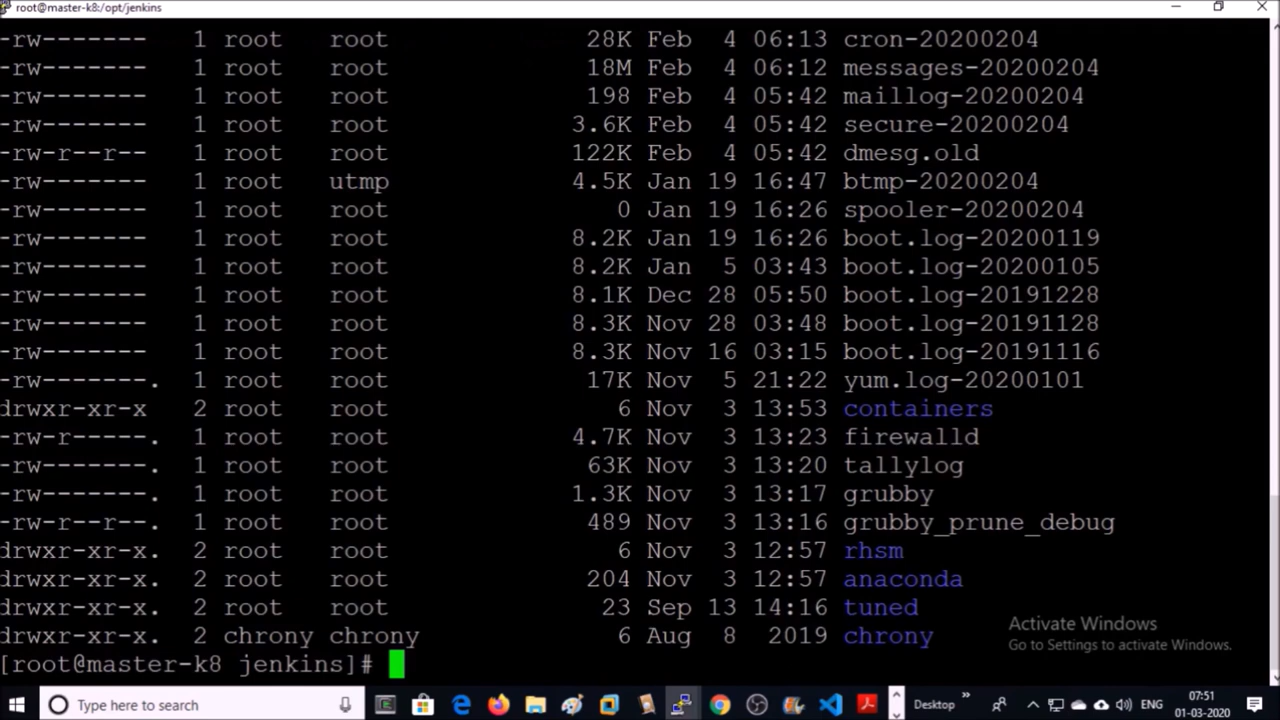 root@master-k8:/opt/jenkins
-rw------- 1 root root 28K Feb 4 06:13 cron-20200204
-rw------- 1 root root 18M Feb 4 06:12 messages-20200204
-rw------- 1 root root 198 Feb 4 05:42 maillog-20200204
-rw------- 1 root root 3.6K Feb 4 05:42 secure-20200204
-rw-r--r-- 1 root root 122K Feb 4 05:42 dmesg.old
-rw------- 1 root utmp 4.5K Jan 19 16:47 btmp-20200204
-rw------- 1 root root 0 Jan 19 16:26 spooler-20200204
-rw------- 1 root root 8.2K Jan 19 16:26 boot.log-20200119
-rw------- 1 root root 8.2K Jan 5 03:43 boot.log-20200105
-rw------- 1 root root 8.1K Dec 28 05:50 boot.log-20191228
-rw------- 1 root root 8.3K Nov 28 03:48 boot.log-20191128
-rw------- 1 root root 8.3K Nov 16 03:15 boot.log-20191116
-rw-------. 1 root root 17K Nov 5 21:22 yum.log-20200101
drwxr-xr-x 2 root root 6 Nov 3 13:53 containers
-rw-r-----. 1 root root 4.7K Nov 3 13:23 firewalld
-rw-------. 1 root root 63K Nov 3 13:20 tallylog
-rw-------. 1 root root 1.3K Nov 3 13:17 grubby
-rw-r--r--. 1 root root 489 Nov 3 13:16 grubby_prune_debug
drwxr-xr-x. 2 root root 6 Nov 3 12:57 rhsm
drwxr-xr-x. 2 root root 204 Nov 3 12:57 anaconda
drwxr-xr-x. 2 root root 23 Sep 13 14:16 tuned
drwxr-xr-x. 2 chrony chrony 6 Aug 8 2019 chrony
[root@master-k8 jenkins]#
Activate Windows
Go to Settings to activate Windows.
Type here to search
Desktop
ENG
07:51
01-03-2020